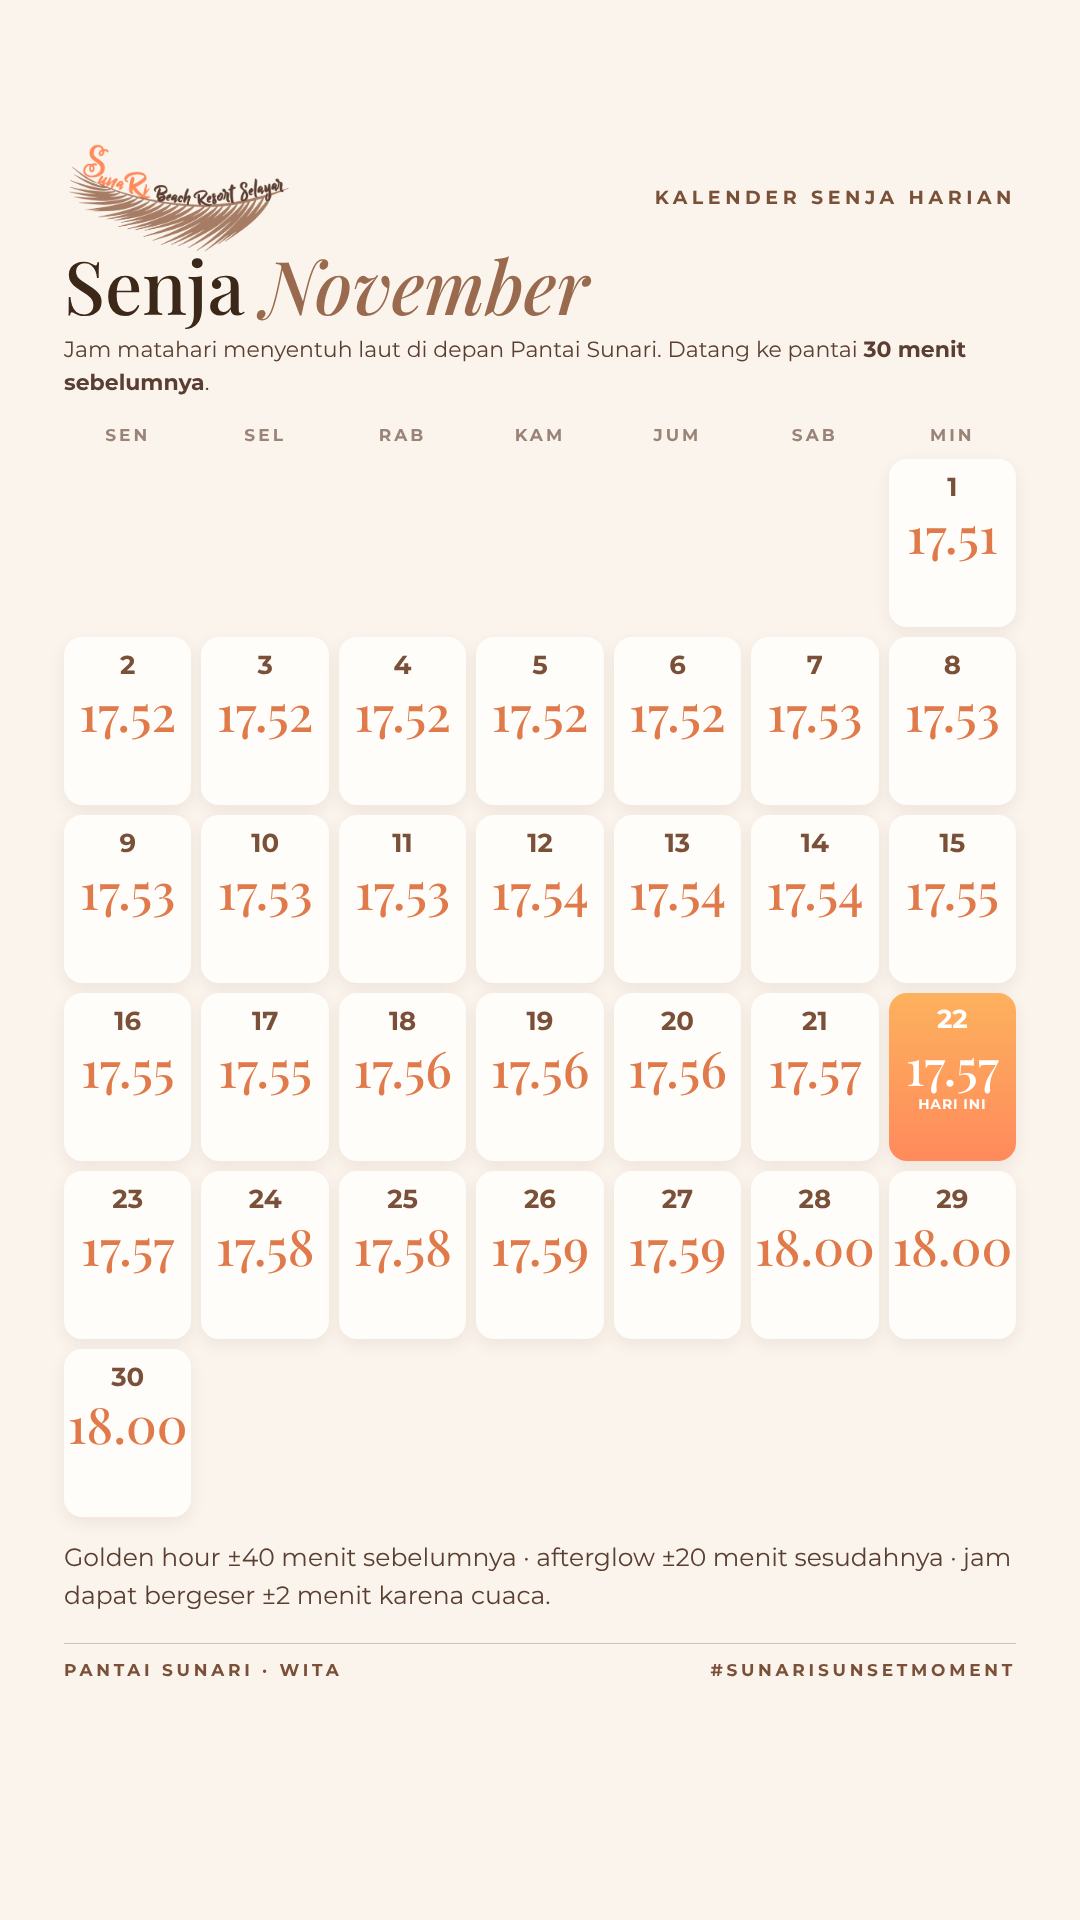 SunaRi Beach Resort Selayar
KALENDER SENJA HARIAN
Senja November
Jam matahari menyentuh laut di depan Pantai Sunari. Datang ke pantai 30 menit
sebelumnya.
SEN SEL RAB KAM JUM SAB MIN
1
17.51
2 3 4 5 6 7 8
17.52 17.52 17.52 17.52 17.52 17.53 17.53
9 10 11 12 13 14 15
17.53 17.53 17.53 17.54 17.54 17.54 17.55
16 17 18 19 20 21 22
17.55 17.55 17.56 17.56 17.56 17.57 17.57
HARI INI
23 24 25 26 27 28 29
17.57 17.58 17.58 17.59 17.59 18.00 18.00
30
18.00
Golden hour ±40 menit sebelumnya · afterglow ±20 menit sesudahnya · jam
dapat bergeser ±2 menit karena cuaca.
PANTAI SUNARI · WITA
#SUNARISUNSETMOMENT